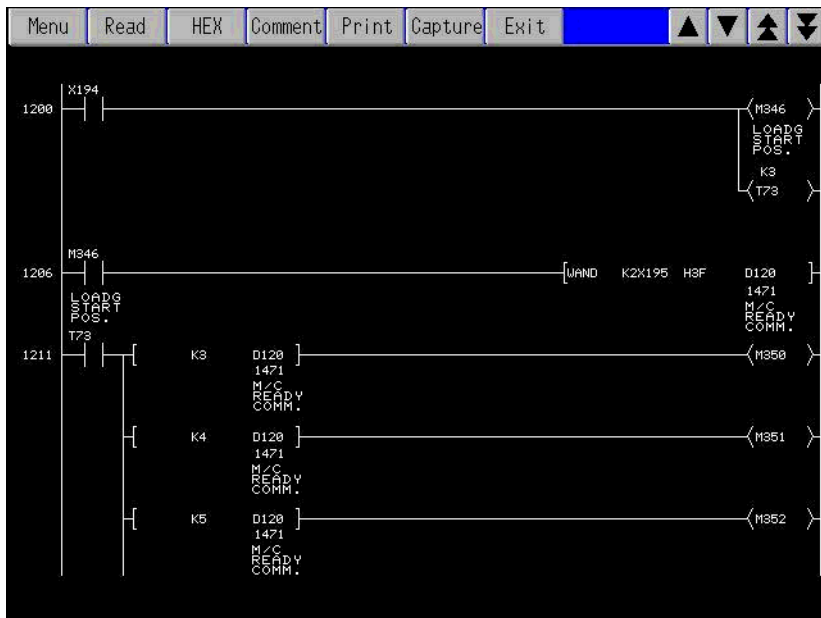 Menu Read HEX Comment Print Capture Exit
X194
1200 M346
LOADG
START
POS.
K3
T73
M346
1206 WAND K2X195 H3F D120
1471
M/C
READY
COMM.
LOADG
START
POS.
T73
1211 K3 D120 M350
1471
M/C
READY
COMM.
K4 D120 M351
1471
M/C
READY
COMM.
K5 D120 M352
1471
M/C
READY
COMM.